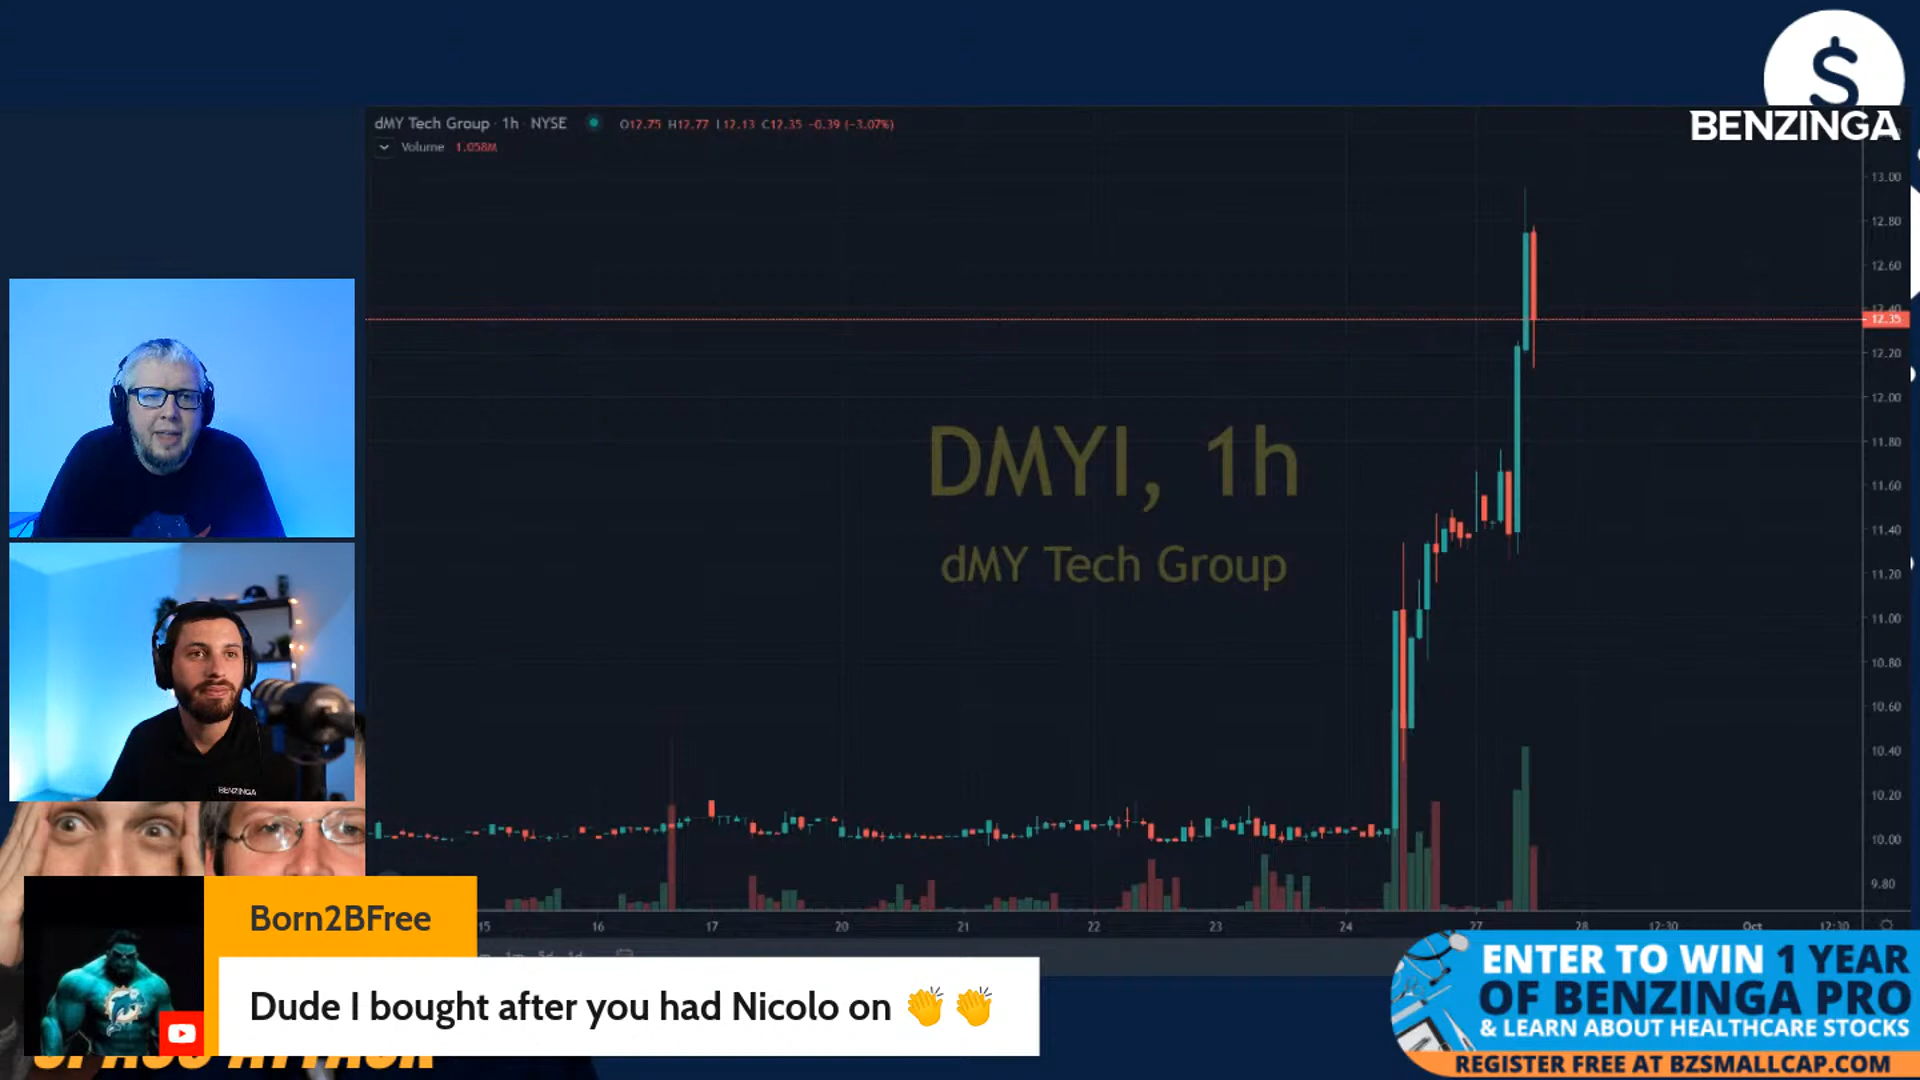 BENZINGA
dMY Tech Group · 1h · NYSE O12.75 H12.77 L12.13 C12.35 -0.39 (-3.07%)
Volume 1.058M
13.00
12.80
12.60
12.40
12.35
12.20
12.00
11.80
11.60
11.40
11.20
11.00
10.80
10.60
10.40
10.20
10.00
9.80
DMYI, 1h
dMY Tech Group
BENZINGA
15 16 17 20 21 22 23 24 27 28 12:30 Oct 12:30
Born2BFree
Dude I bought after you had Nicolo on 👏 👏
ENTER TO WIN 1 YEAR
OF BENZINGA PRO
& LEARN ABOUT HEALTHCARE STOCKS
REGISTER FREE AT BZSMALLCAP.COM